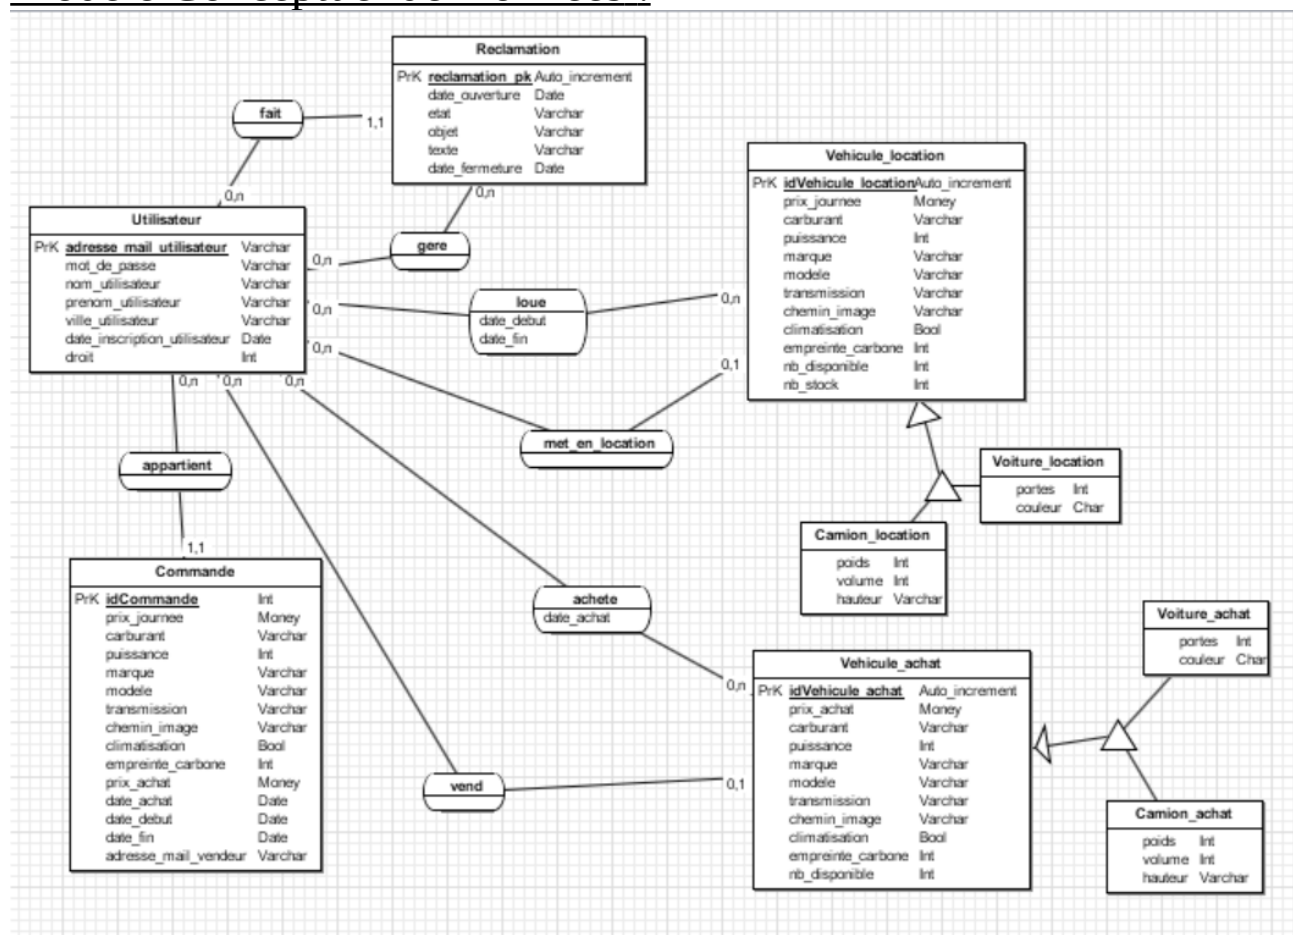 Reclamation
PrK reclamation_pk Auto_increment
date_ouverture Date
etat Varchar
objet Varchar
texte Varchar
date_fermeture Date
fait
1,1
0,n
0,n
Vehicule_location
PrK idVehicule_location Auto_increment
prix_journee Money
carburant Varchar
puissance Int
marque Varchar
modele Varchar
transmission Varchar
chemin_image Varchar
climatisation Bool
empreinte_carbone Int
nb_disponible Int
nb_stock Int
Utilisateur
PrK adresse_mail_utilisateur Varchar
mot_de_passe Varchar
nom_utilisateur Varchar
prenom_utilisateur Varchar
ville_utilisateur Varchar
date_inscription_utilisateur Date
droit Int
gere
0,n
loue
date_debut
date_fin
0,n
0,n
0,n
0,1
0,n
0,n
0,n
met_en_location
appartient
1,1
Voiture_location
portes Int
couleur Char
Camion_location
poids Int
volume Int
hauteur Varchar
Commande
PrK idCommande Int
prix_journee Money
carburant Varchar
puissance Int
marque Varchar
modele Varchar
transmission Varchar
chemin_image Varchar
climatisation Bool
empreinte_carbone Int
prix_achat Money
date_achat Date
date_debut Date
date_fin Date
adresse_mail_vendeur Varchar
achete
date_achat
0,n
Voiture_achat
portes Int
couleur Char
Vehicule_achat
PrK idVehicule_achat Auto_increment
prix_achat Money
carburant Varchar
puissance Int
marque Varchar
modele Varchar
transmission Varchar
chemin_image Varchar
climatisation Bool
empreinte_carbone Int
nb_disponible Int
vend
0,1
Camion_achat
poids Int
volume Int
hauteur Varchar